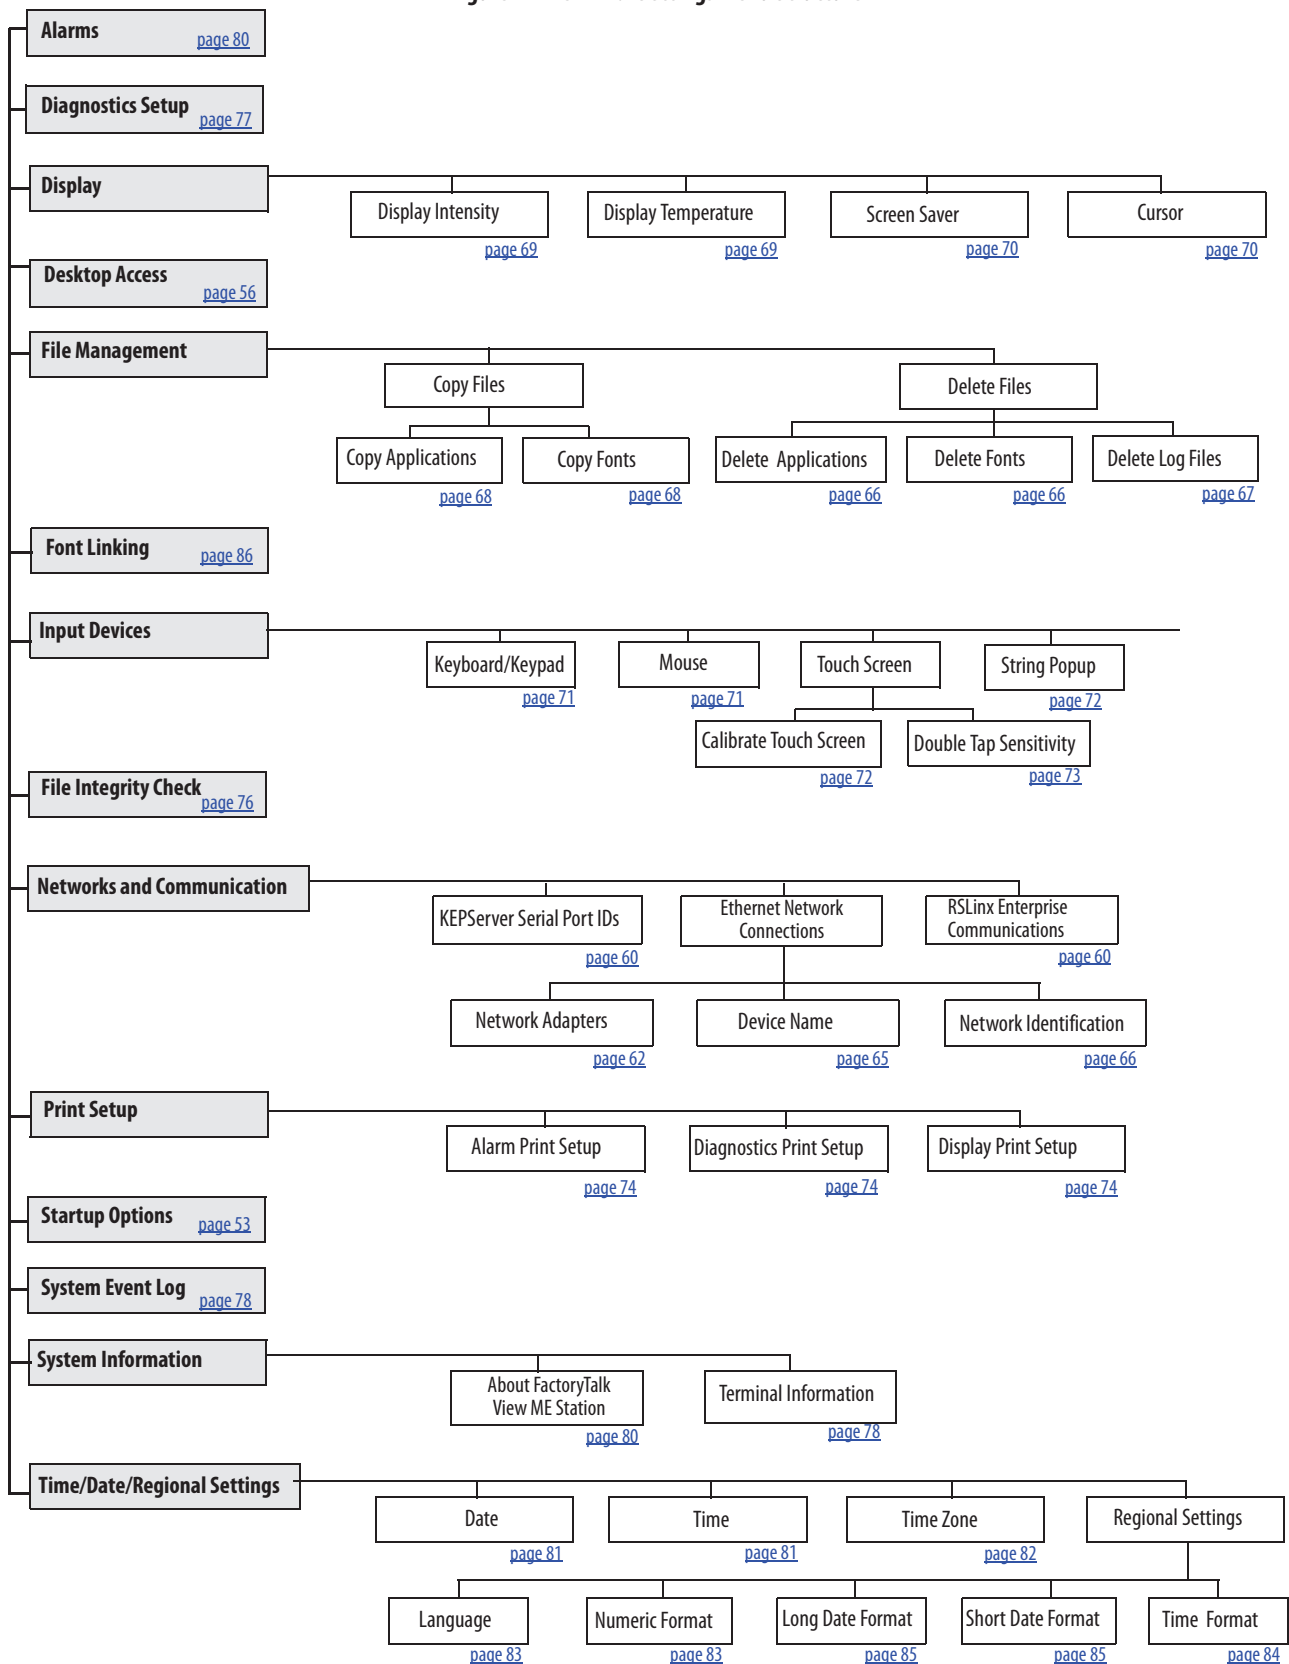 Alarms
page 80
Diagnostics Setup
page 77
Display
Display Intensity
page 69
Display Temperature
page 69
Screen Saver
page 70
Cursor
page 70
Desktop Access
page 56
File Management
Copy Files
Delete Files
Copy Applications
page 68
Copy Fonts
page 68
Delete Applications
page 66
Delete Fonts
page 66
Delete Log Files
page 67
Font Linking
page 86
Input Devices
Keyboard/Keypad
page 71
Mouse
page 71
Touch Screen
String Popup
page 72
Calibrate Touch Screen
page 72
Double Tap Sensitivity
page 73
File Integrity Check
page 76
Networks and Communication
KEPServer Serial Port IDs
page 60
Ethernet Network
Connections
RSLinx Enterprise
Communications
page 60
Network Adapters
page 62
Device Name
page 65
Network Identification
page 66
Print Setup
Alarm Print Setup
page 74
Diagnostics Print Setup
page 74
Display Print Setup
page 74
Startup Options
page 53
System Event Log
page 78
System Information
About FactoryTalk
View ME Station
page 80
Terminal Information
page 78
Time/Date/Regional Settings
Date
page 81
Time
page 81
Time Zone
page 82
Regional Settings
Language
page 83
Numeric Format
page 83
Long Date Format
page 85
Short Date Format
page 85
Time Format
page 84